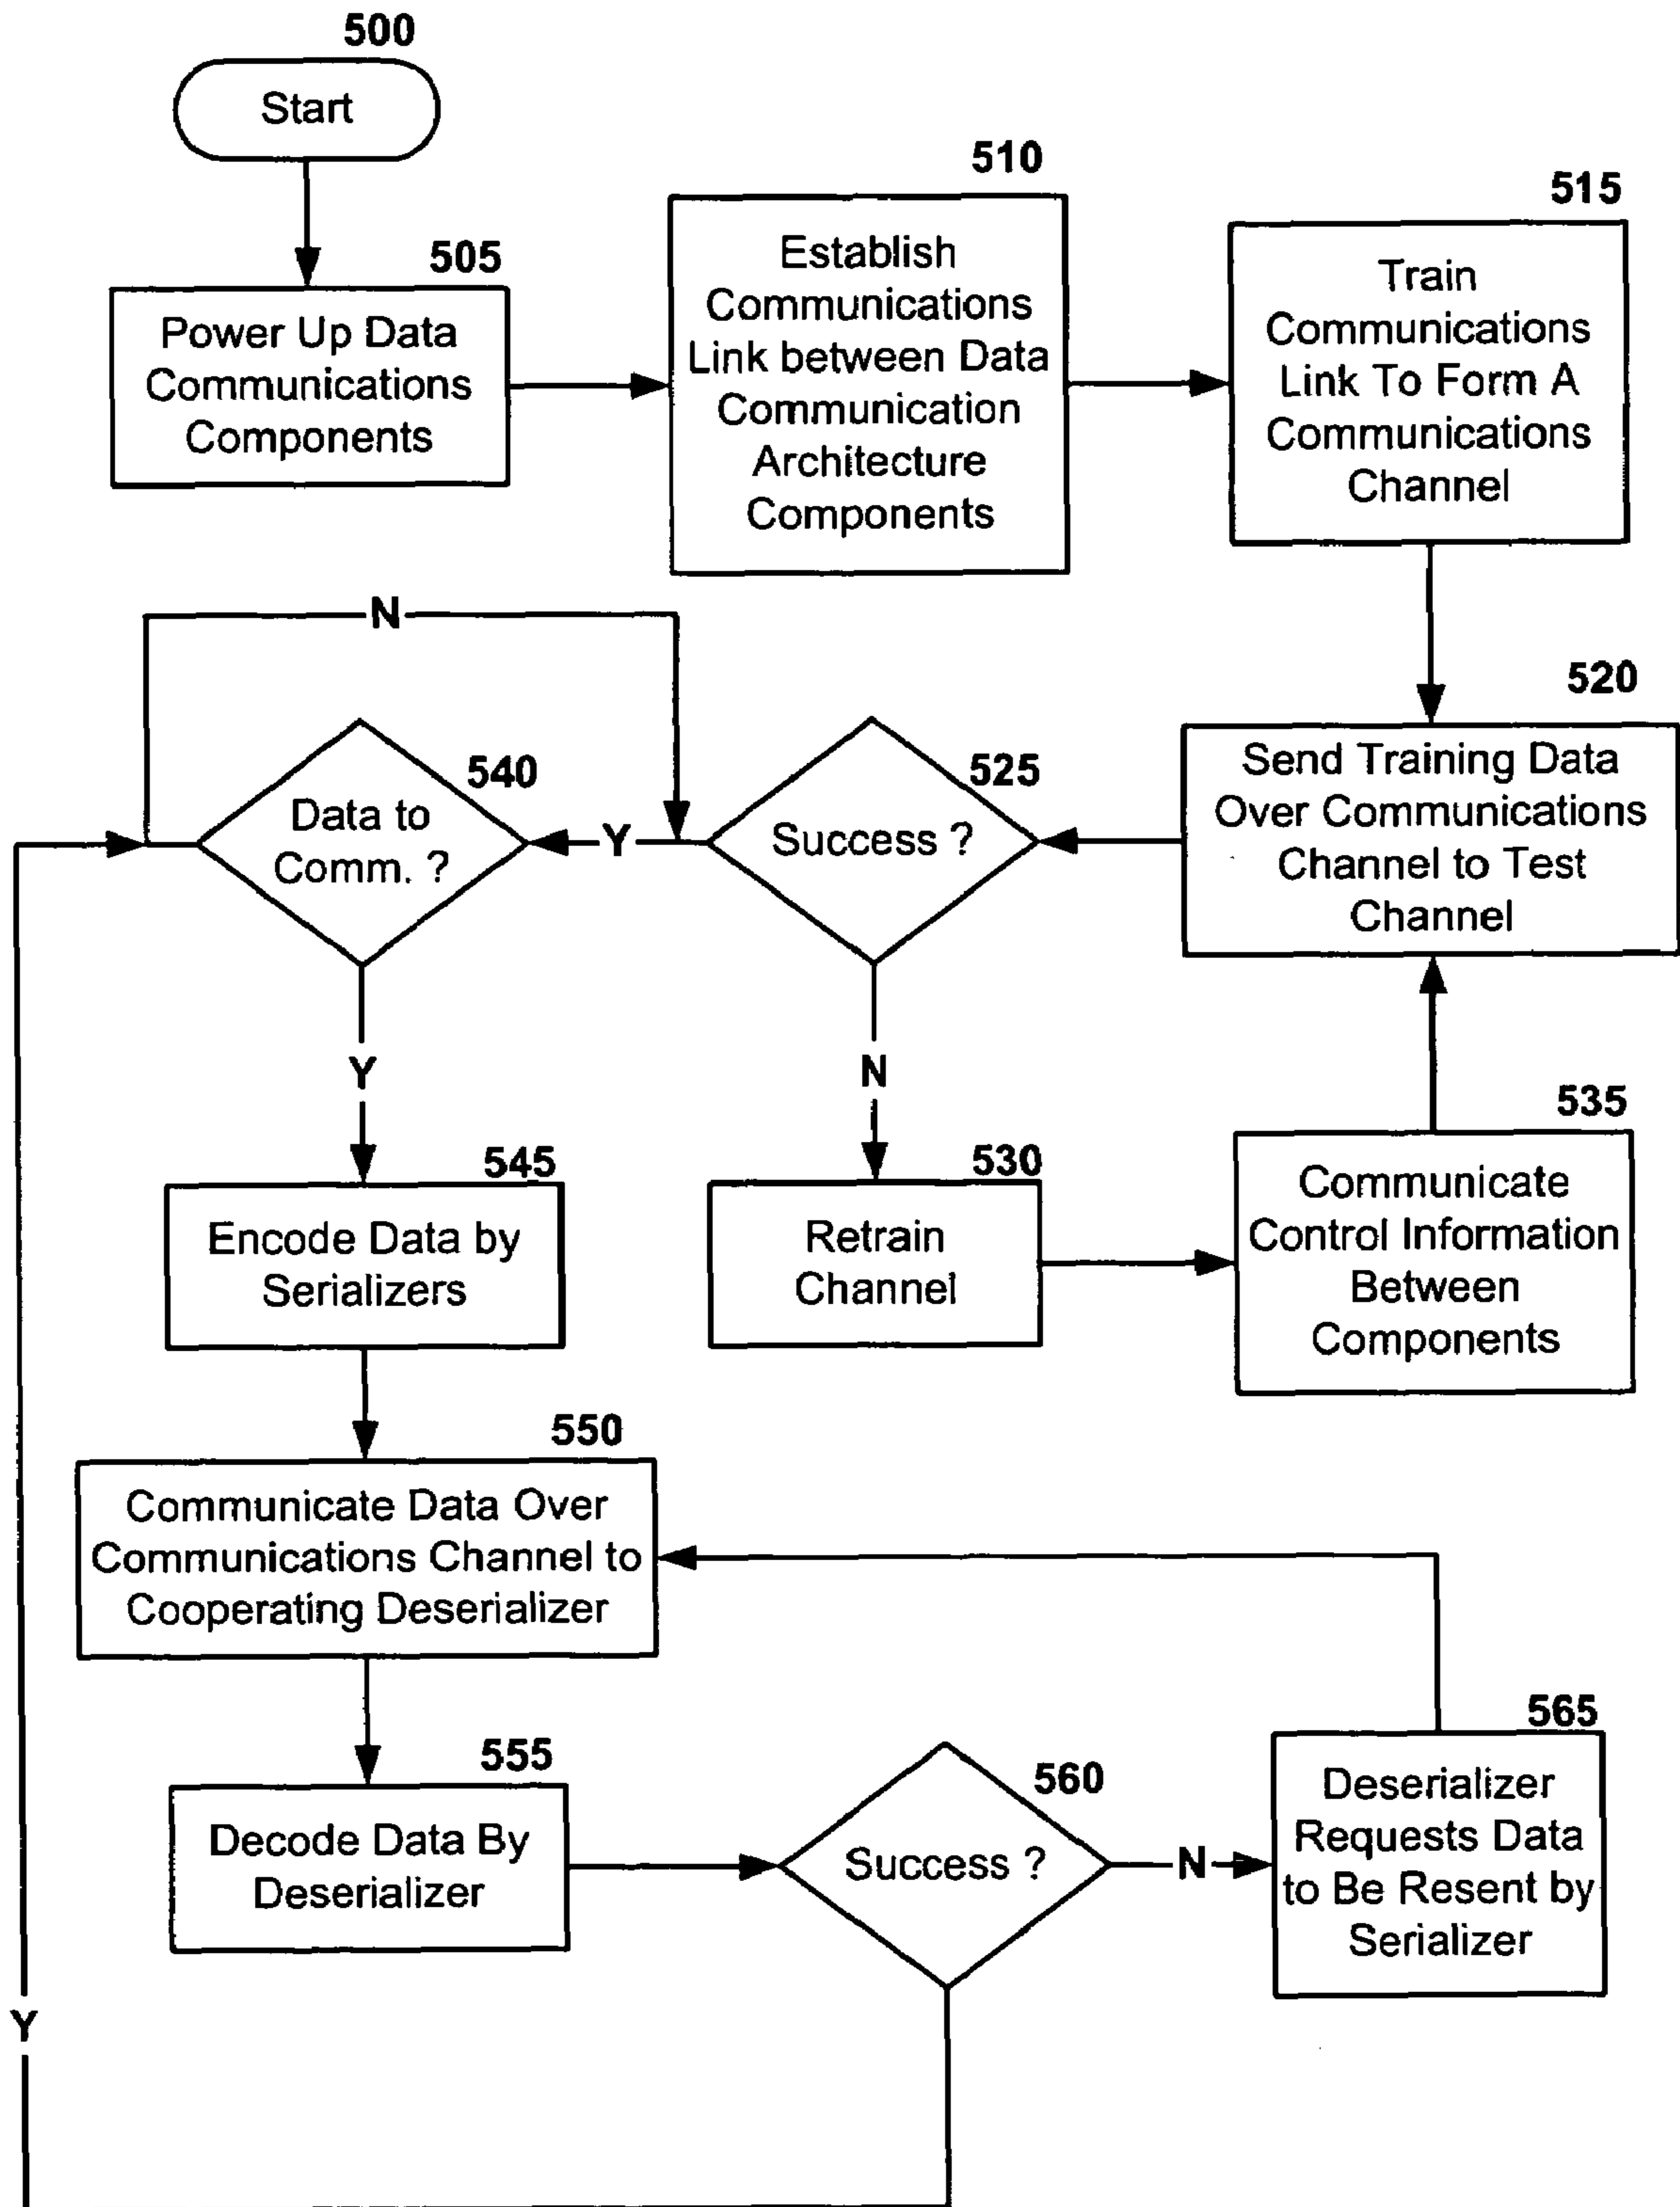 500
Start
505
Power Up Data
Communications
Components
510
Establish
Communications
Link between Data
Communication
Architecture
Components
515
Train
Communications
Link To Form A
Communications
Channel
520
Send Training Data
Over Communications
Channel to Test
Channel
525
Success ?
Y
N
530
Retrain
Channel
535
Communicate
Control Information
Between
Components
540
Data to
Comm. ?
N
Y
545
Encode Data by
Serializers
550
Communicate Data Over
Communications Channel to
Cooperating Deserializer
555
Decode Data By
Deserializer
560
Success ?
N
565
Deserializer
Requests Data
to Be Resent by
Serializer
Y